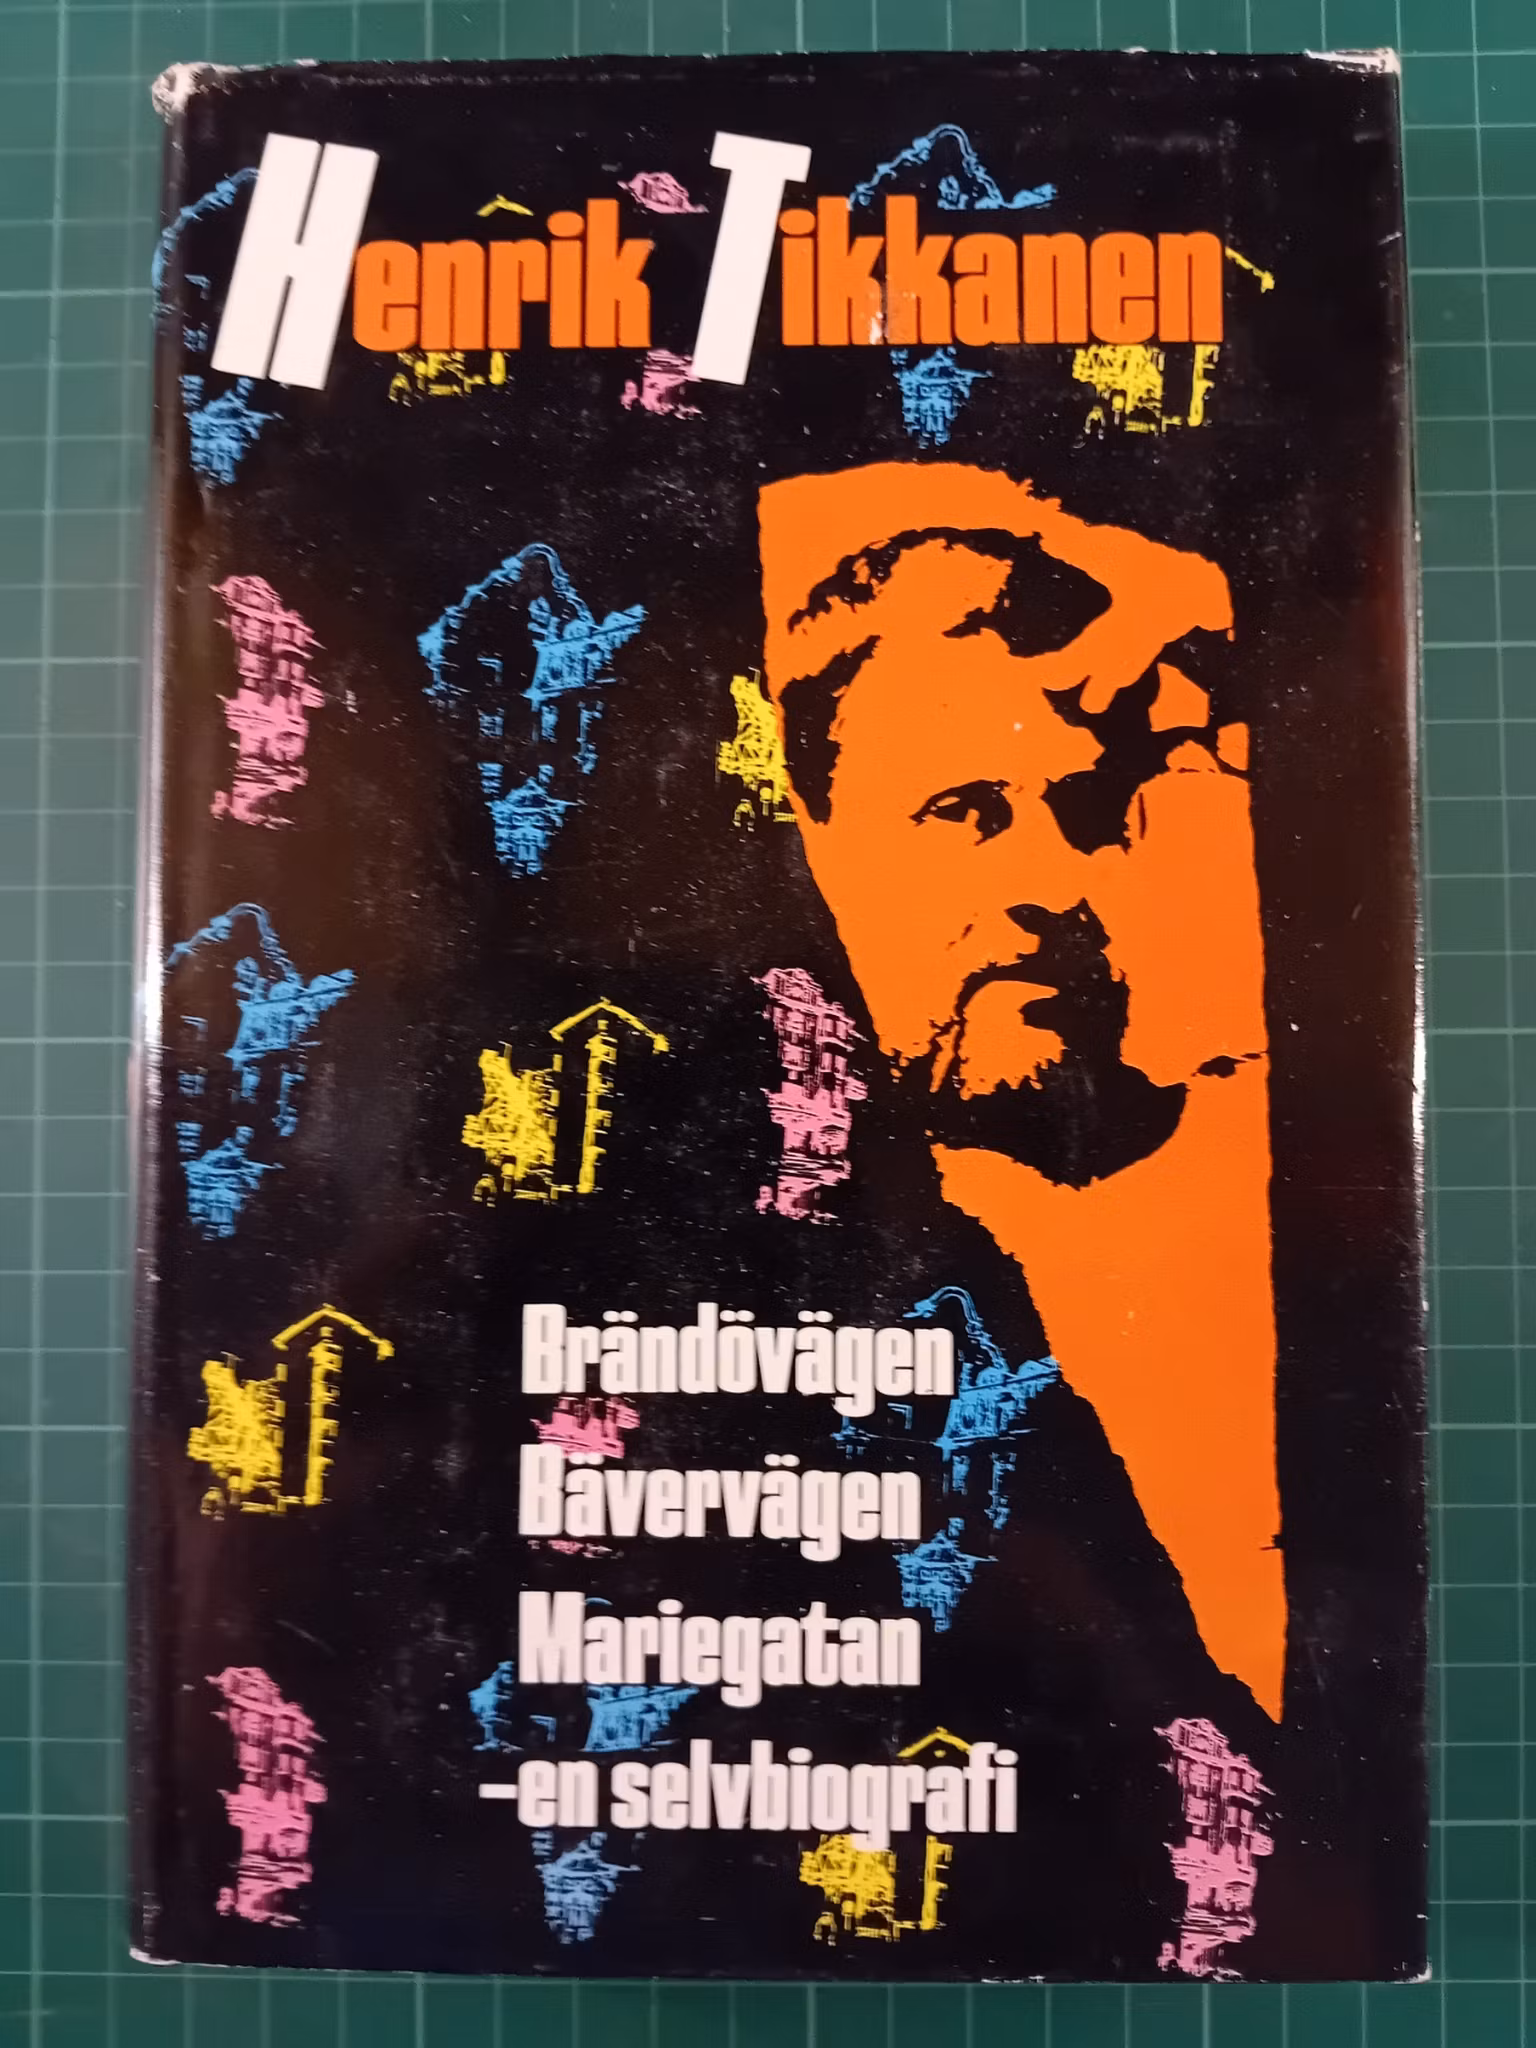 Henrik Tikkanen
Brändövägen
Bävervägen
Mariegatan
-en selvbiografi